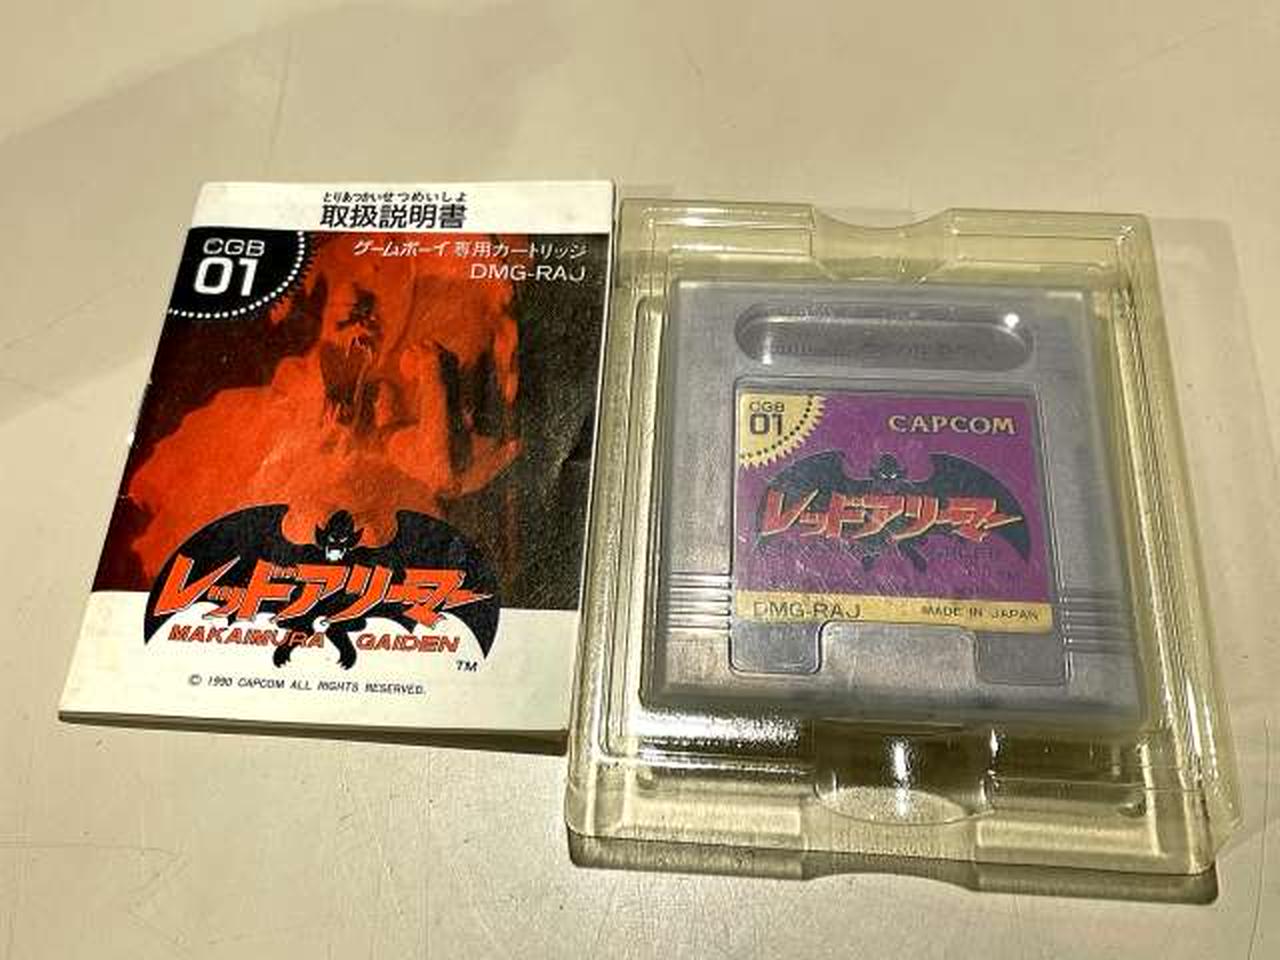 とりあつかいせつめいしょ
取扱説明書
CGB
01
ゲームボーイ専用カートリッジ
DMG-RAJ
レッドアリーマー
MAKAIMURA GAIDEN
TM
© 1990 CAPCOM ALL RIGHTS RESERVED.
CGB
01
CAPCOM
レッドアリーマー
DMG-RAJ
MADE IN JAPAN